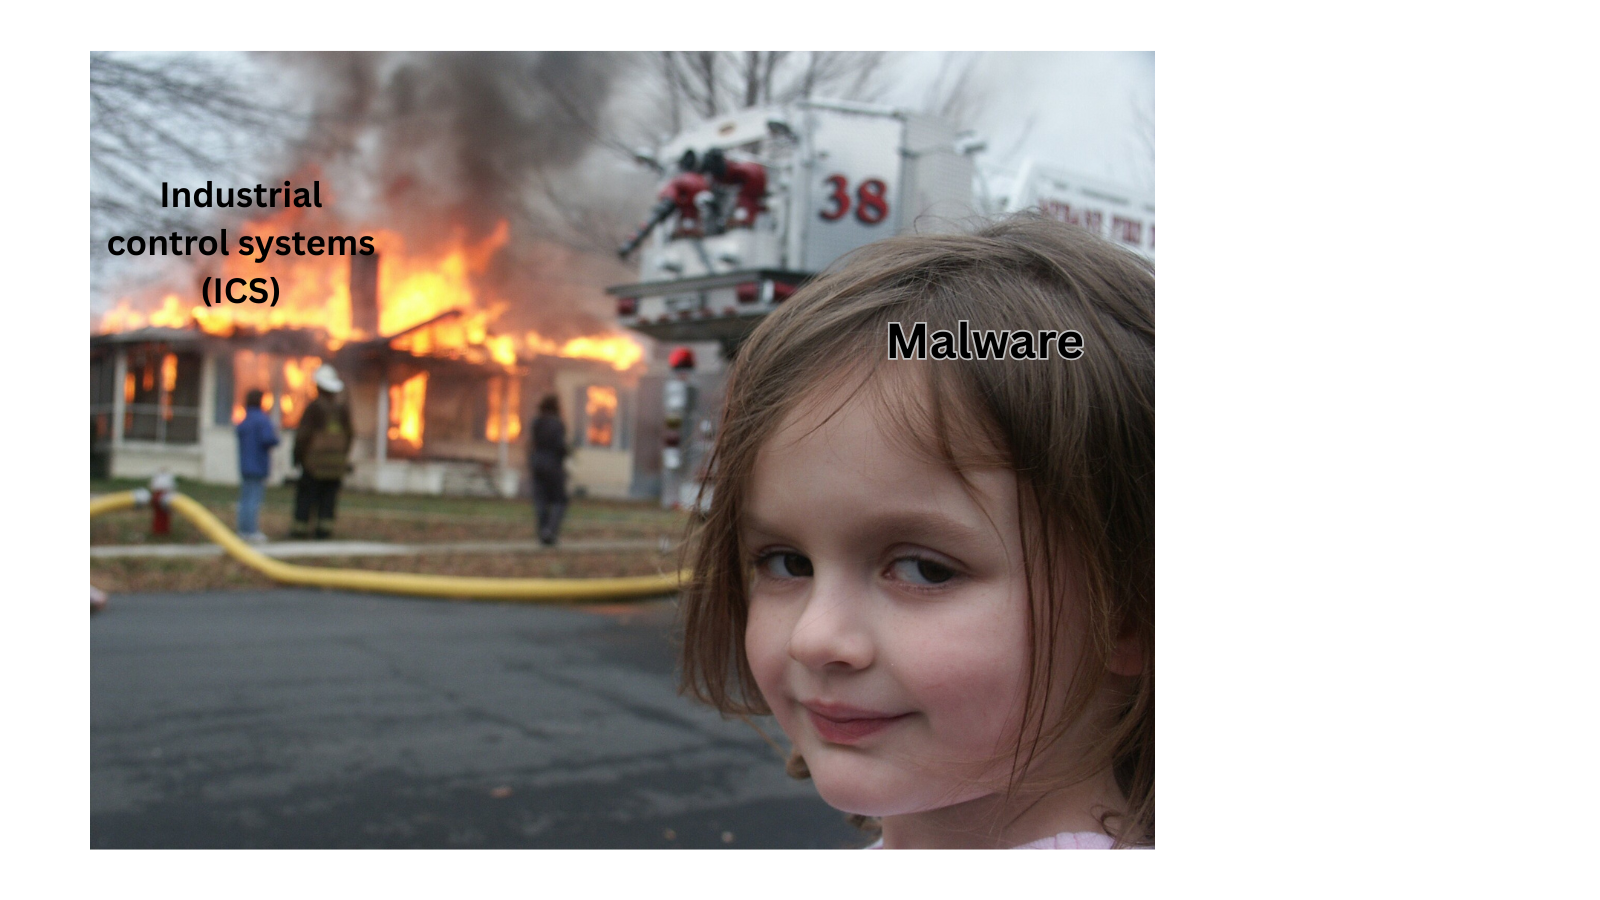 Industrial
control systems
(ICS)
38
Malware